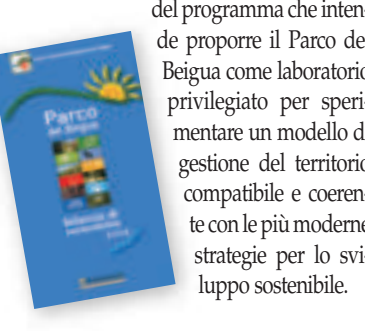 del programma che inten-
de proporre il Parco de
Beigua come laboratorio
privilegiato per speri-
mentare un modello d
gestione del territorio
compatibile e coeren-
te con le più moderne
strategie per lo svi-
luppo sostenibile.
Parco
del Beigua